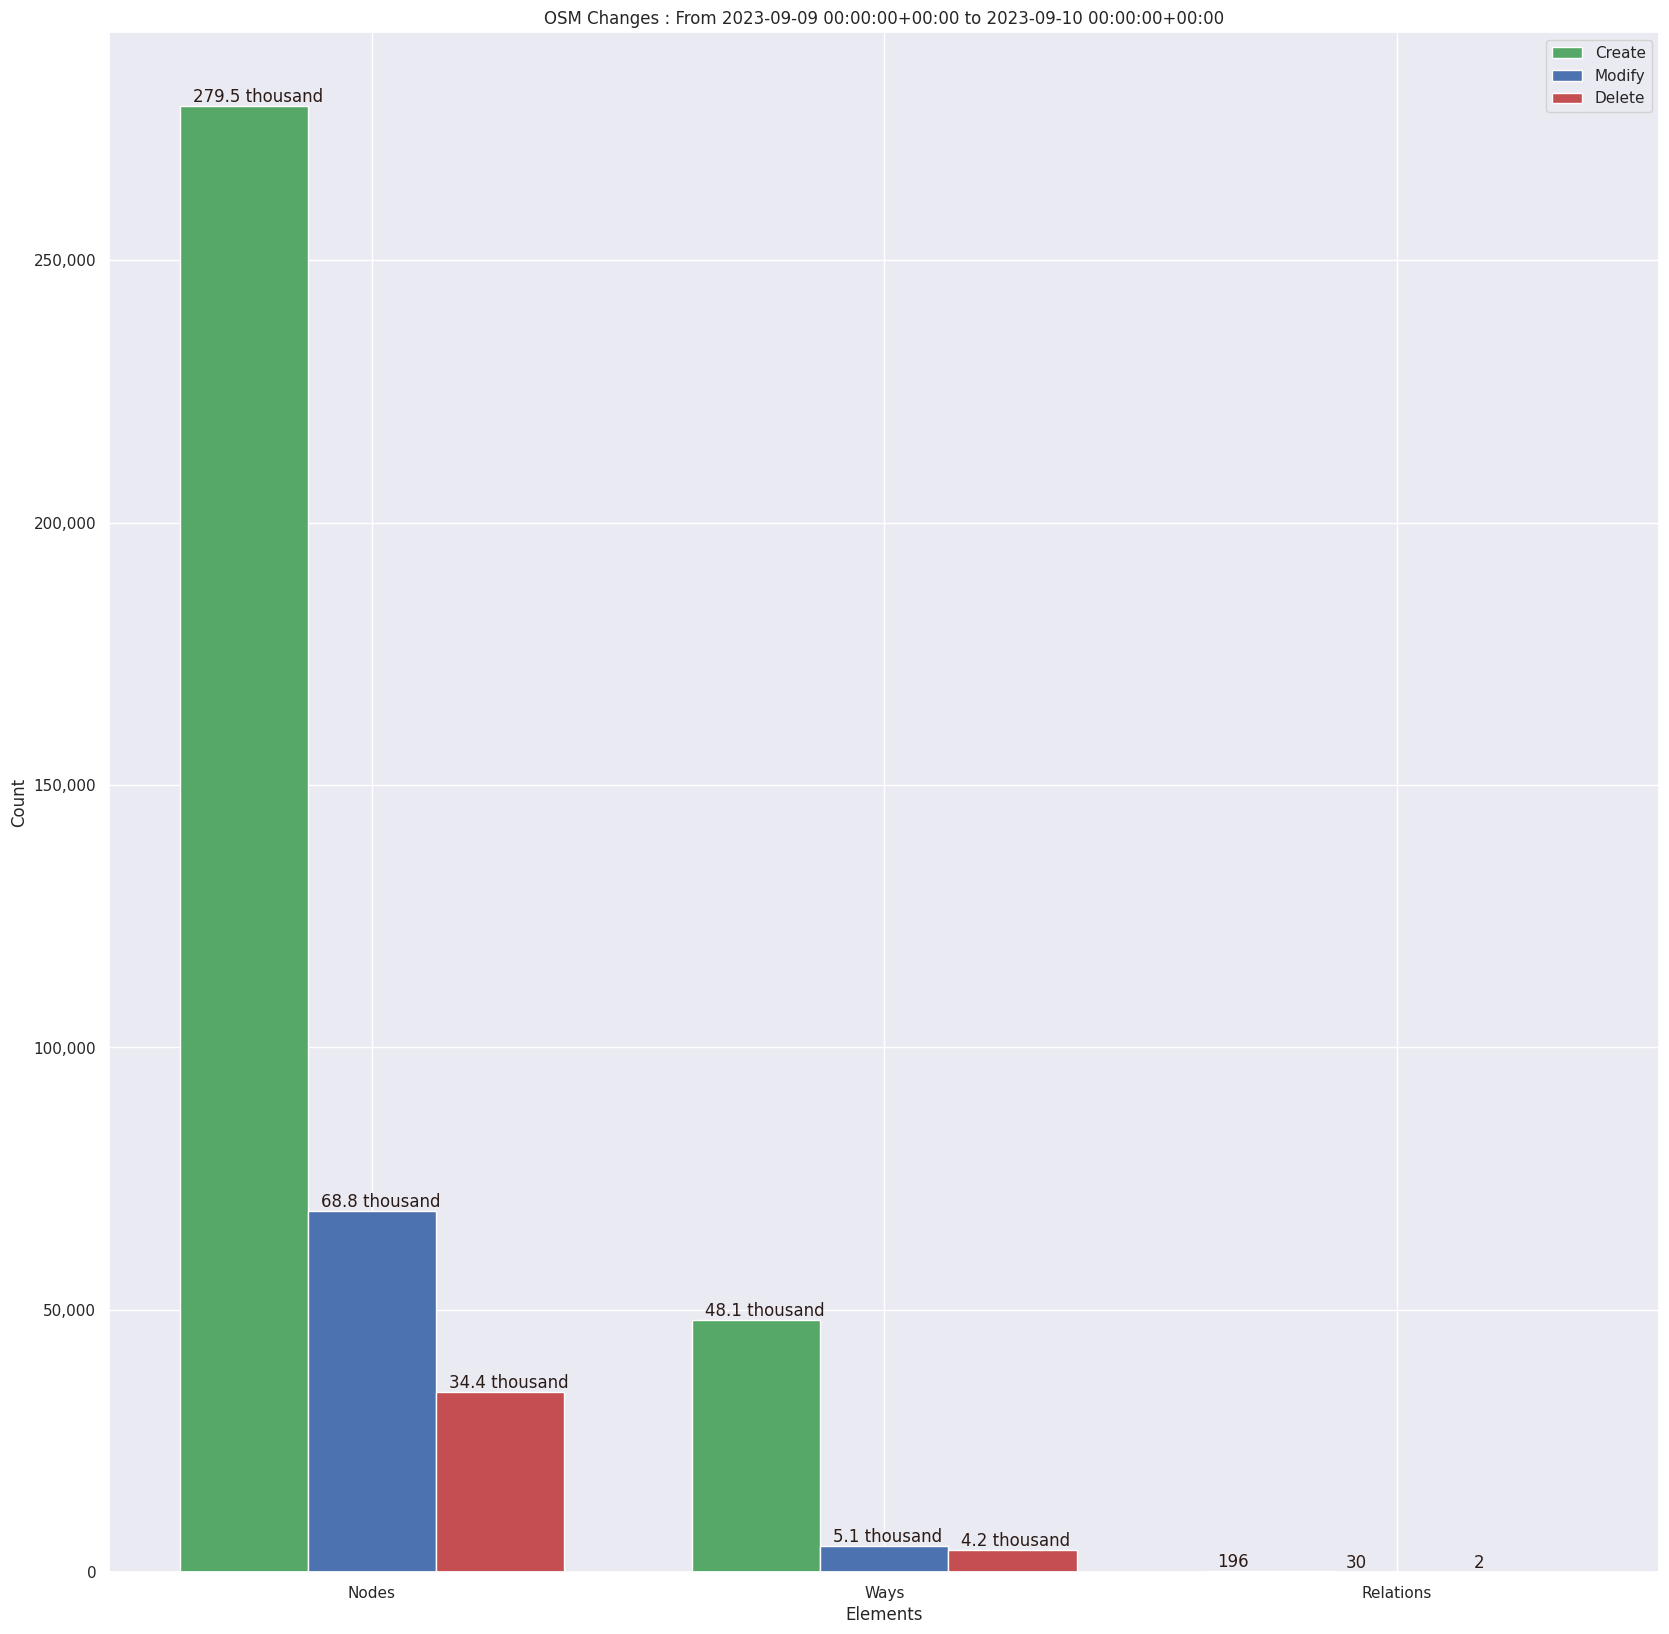 OSM Changes : From 2023-09-09 00:00:00+00:00 to 2023-09-10 00:00:00+00:00
Create
Modify
Delete
279.5 thousand
250,000
200,000
150,000
Count
100,000
68.8 thousand
50,000
48.1 thousand
34.4 thousand
5.1 thousand
4.2 thousand
196
30
2
0
Nodes
Ways
Relations
Elements